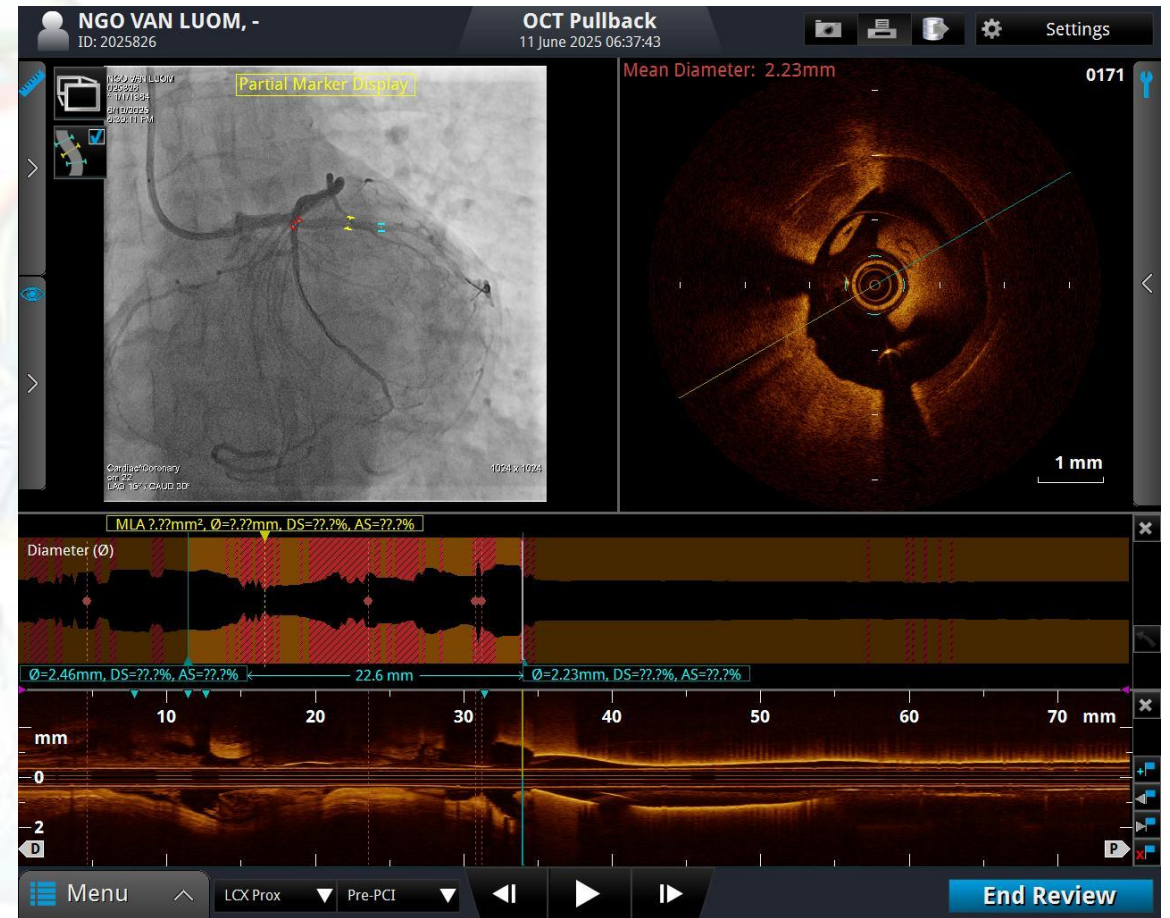 NGO VAN LUOM, -
ID: 2025826
OCT Pullback
11 June 2025 06:37:43
Settings
NGO VAN LUOM
Partial Marker Display
Cardiac Coronary
1024 x 1024
Mean Diameter: 2.23mm
0171
1 mm
MLA ?.??mm², Ø=?.??mm, DS=??.?%, AS=??.?%
Diameter (Ø)
Ø=2.46mm, DS=??.?%, AS=??.?%
22.6 mm
Ø=2.23mm, DS=??.?%, AS=??.?%
10 20 30 40 50 60 70 mm
mm
0
2
D
P
Menu
LCX Prox
Pre-PCI
End Review